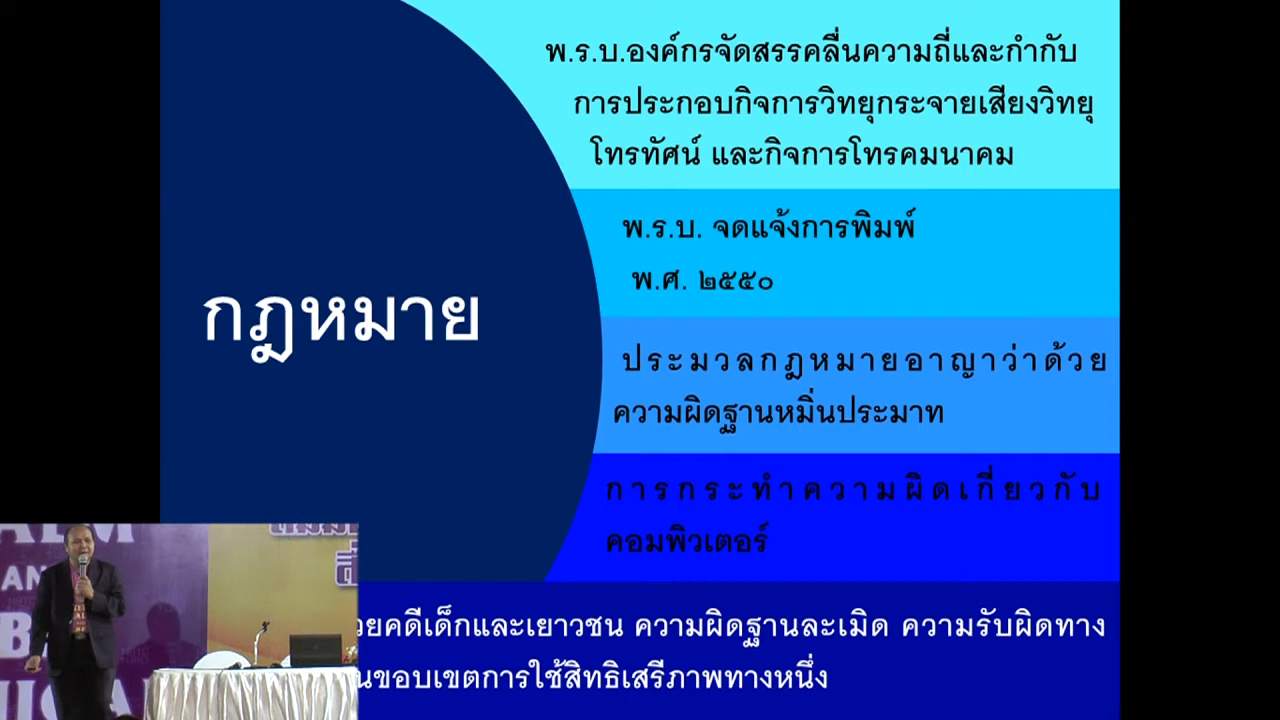 พ.ร.บ.องค์กรจัดสรรคลื่นความถี่และกำกับ
การประกอบกิจการวิทยุกระจายเสียงวิทยุ
โทรทัศน์ และกิจการโทรคมนาคม
พ.ร.บ. จดแจ้งการพิมพ์
พ.ศ. ๒๕๕๐
กฎหมาย
ประมวลกฎหมายอาญาว่าด้วย
ความผิดฐานหมิ่นประมาท
การกระทำความผิดเกี่ยวกับ
คอมพิวเตอร์
วยคดีเด็กและเยาวชน ความผิดฐานละเมิด ความรับผิดทาง
นขอบเขตการใช้สิทธิเสรีภาพทางหนึ่ง